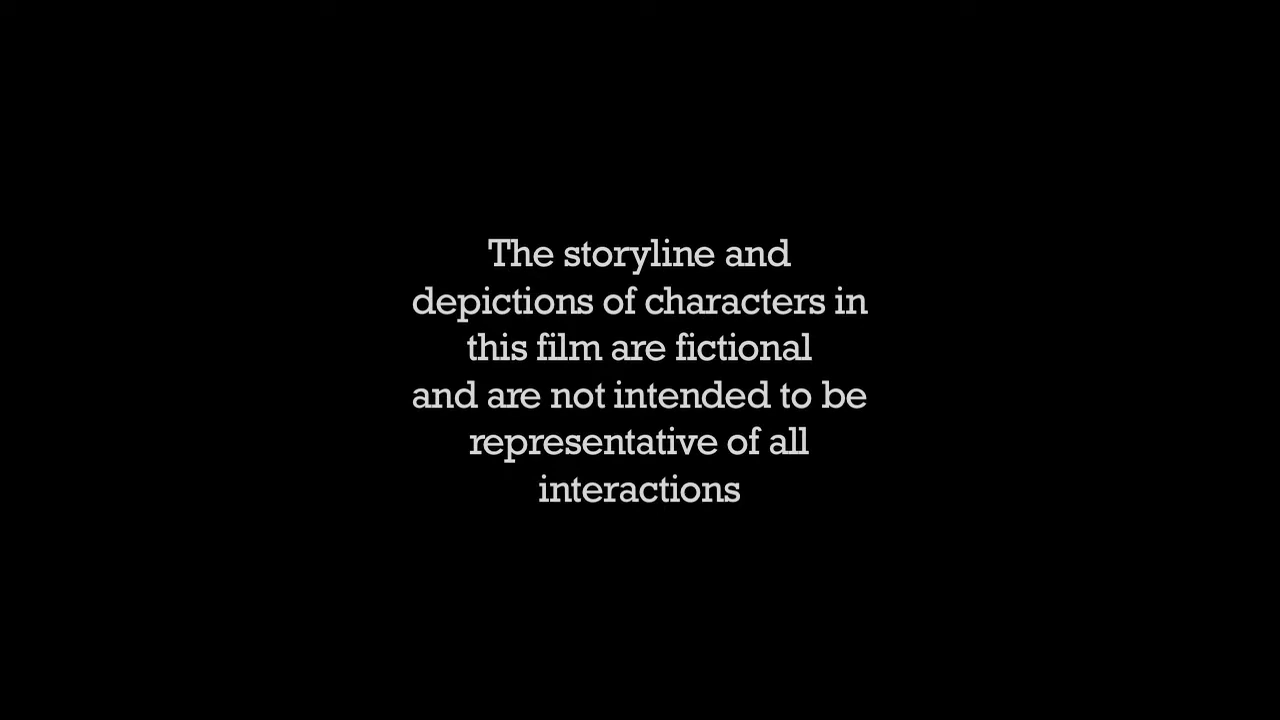 The storyline and
depictions of characters in
this film are fictional
and are not intended to be
representative of all
interactions